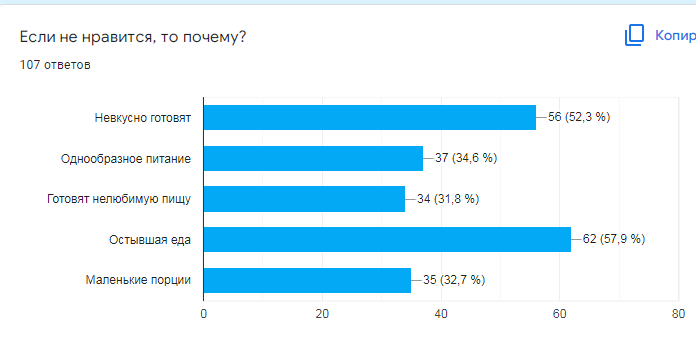 Если не нравится, то почему?
Копир
107 ответов
Невкусно готовят
56 (52,3 %)
Однообразное питание
37 (34,6 %)
Готовят нелюбимую пищу
34 (31,8 %)
Остывшая еда
62 (57,9 %)
Маленькие порции
35 (32,7 %)
0 20 40 60 80